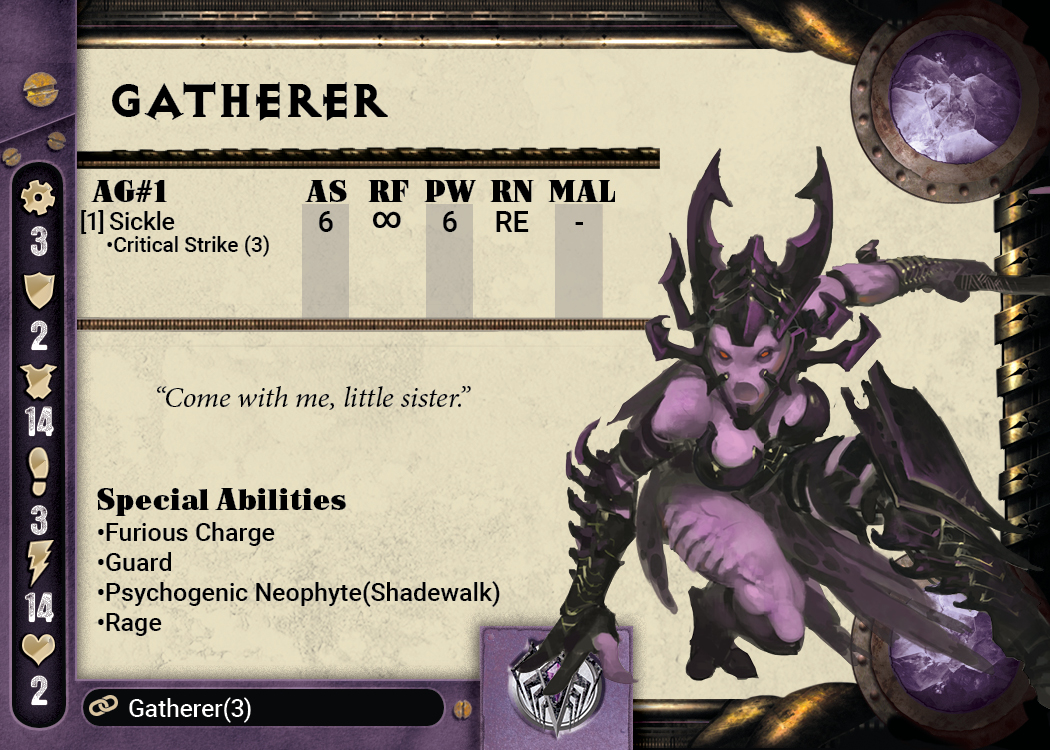 GATHERER
AG#1 AS RF PW RN MAL
[1] Sickle 6 ∞ 6 RE -
•Critical Strike (3)
“Come with me, little sister.”
Special Abilities
•Furious Charge
•Guard
•Psychogenic Neophyte(Shadewalk)
•Rage
3
2
14
3
14
2
Gatherer(3)